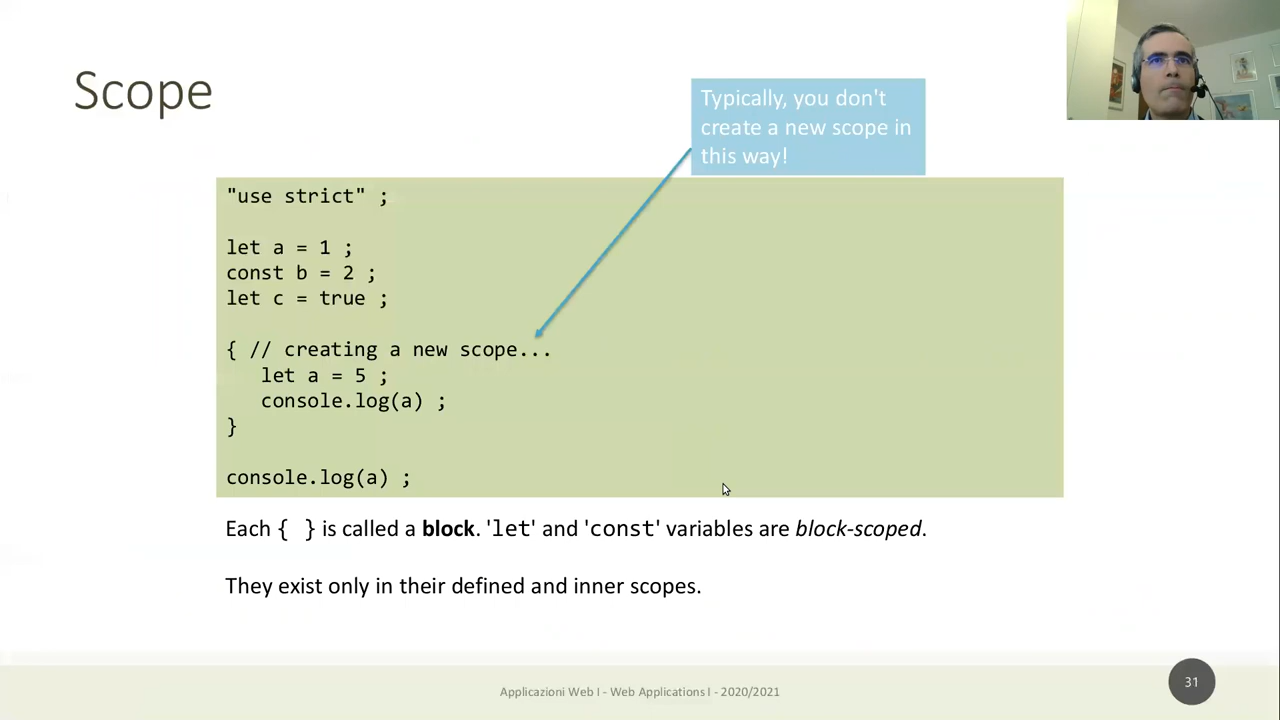 Scope
Typically, you don't
create a new scope in
this way!
"use strict" ;
let a = 1 ;
const b = 2 ;
let c = true ;
{ // creating a new scope...
let a = 5 ;
console.log(a) ;
}
console.log(a) ;
Each { } is called a block. 'let' and 'const' variables are block-scoped.
They exist only in their defined and inner scopes.
Applicazioni Web I - Web Applications I - 2020/2021
31